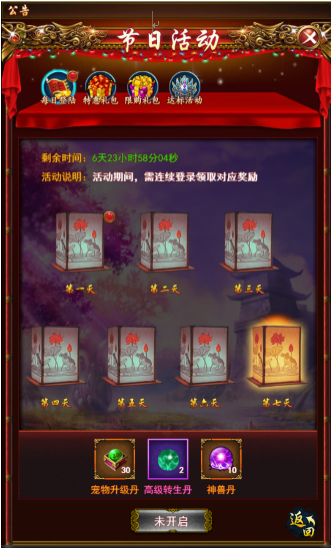 公告
节日活动
每日登陆 特惠礼包 限购礼包 达标活动
剩余时间：6天23小时58分04秒
活动说明：活动期间，需连续登录领取对应奖励
第一天 第二天 第三天
第四天 第五天 第六天 第七天
30 2 10
宠物升级丹 高级转生丹 神兽丹
未开启
返回